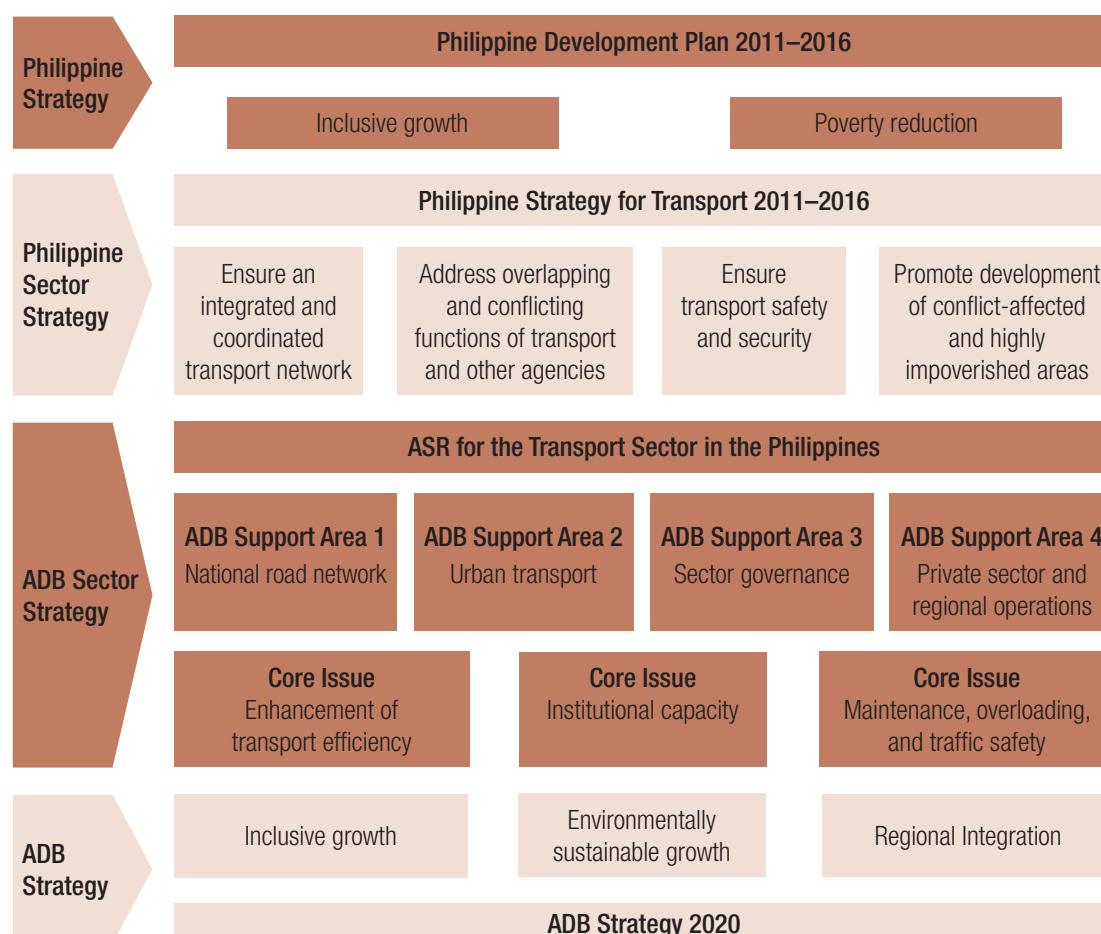 Philippine
Strategy
Philippine Development Plan 2011–2016
Inclusive growth
Poverty reduction
Philippine
Sector
Strategy
Philippine Strategy for Transport 2011–2016
Ensure an
integrated and
coordinated
transport network
Address overlapping
and conflicting
functions of transport
and other agencies
Ensure
transport safety
and security
Promote development
of conflict-affected
and highly
impoverished areas
ADB Sector
Strategy
ASR for the Transport Sector in the Philippines
ADB Support Area 1
National road network
ADB Support Area 2
Urban transport
ADB Support Area 3
Sector governance
ADB Support Area 4
Private sector and
regional operations
Core Issue
Enhancement of
transport efficiency
Core Issue
Institutional capacity
Core Issue
Maintenance, overloading,
and traffic safety
ADB
Strategy
Inclusive growth
Environmentally
sustainable growth
Regional Integration
ADB Strategy 2020